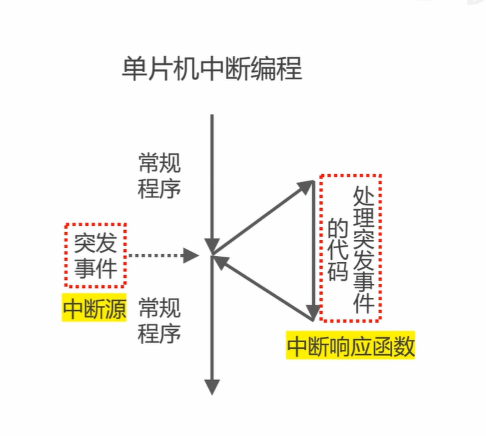 单片机中断编程
常规
程序
突发
事件
中断源
常规
程序
处理突发事件
的代码
中断响应函数